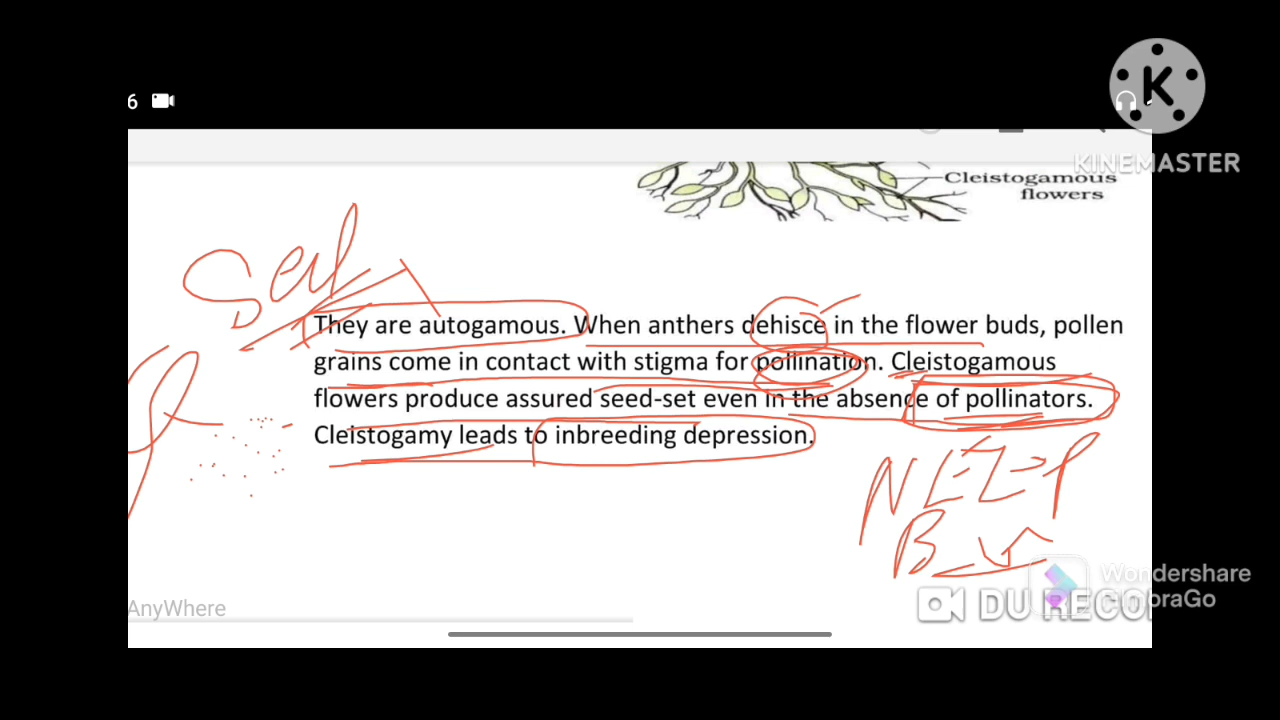 6
KINEMASTER
Cleistogamous
flowers
Self
They are autogamous. When anthers dehisce in the flower buds, pollen
grains come in contact with stigma for pollination. Cleistogamous
flowers produce assured seed-set even in the absence of pollinators.
Cleistogamy leads to inbreeding depression.
Wondershare
AnyWhere
DU RECO